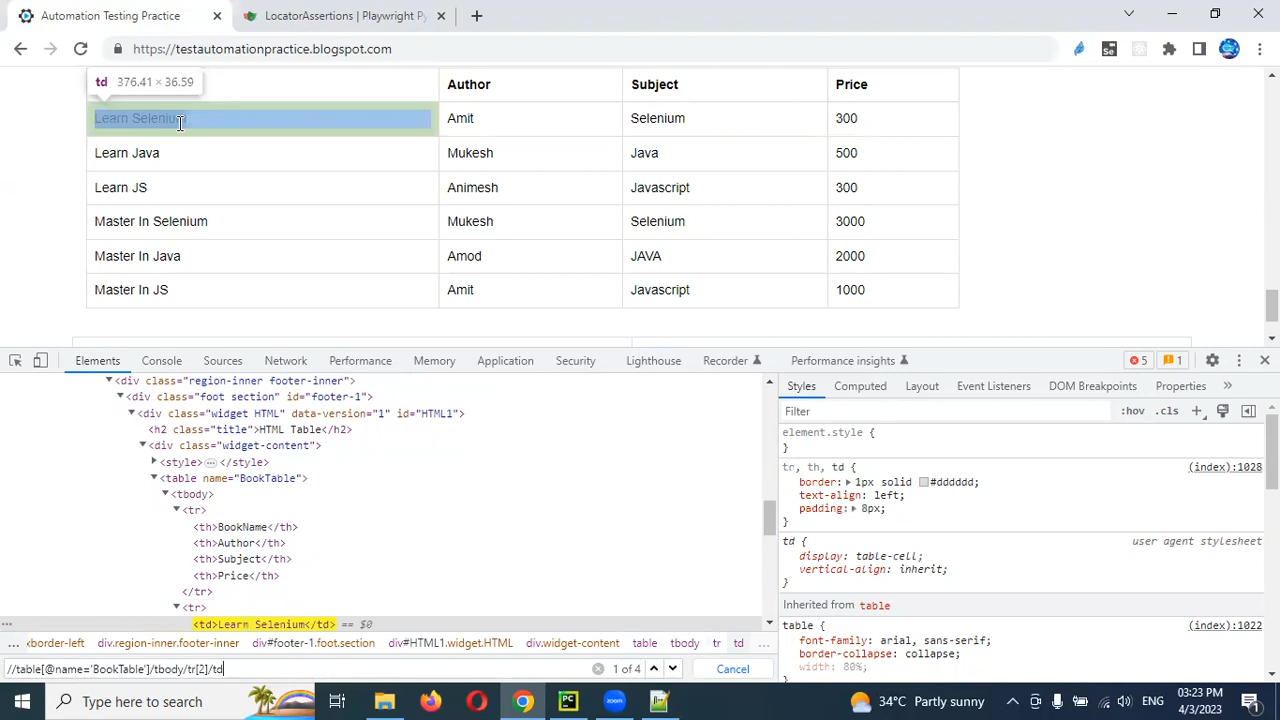 Automation Testing Practice
LocatorAssertions | Playwright Py
https://testautomationpractice.blogspot.com
td 376.41 × 36.59
Author Subject Price
Learn Selenium Amit Selenium 300
Learn Java Mukesh Java 500
Learn JS Animesh Javascript 300
Master In Selenium Mukesh Selenium 3000
Master In Java Amod JAVA 2000
Master In JS Amit Javascript 1000
Elements Console Sources Network Performance Memory Application Security Lighthouse Recorder Performance insights 5 1
<div class="region-inner footer-inner">
<div class="foot section" id="footer-1">
<div class="widget HTML" data-version="1" id="HTML1">
<h2 class="title">HTML Table</h2>
<div class="widget-content">
<style>…</style>
<table name="BookTable">
<tbody>
<tr>
<th>BookName</th>
<th>Author</th>
<th>Subject</th>
<th>Price</th>
</tr>
<tr>
… <td>Learn Selenium</td> == $0
… border-left div.region-inner.footer-inner div#footer-1.foot.section div#HTML1.widget.HTML div.widget-content table tbody tr td …
//table[@name='BookTable']/tbody/tr[2]/td 1 of 4 Cancel
Styles Computed Layout Event Listeners DOM Breakpoints Properties »
Filter :hov .cls +
element.style {
}
tr, th, td { (index):1028
border: 1px solid #dddddd;
text-align: left;
padding: 8px;
}
td { user agent stylesheet
display: table-cell;
vertical-align: inherit;
}
Inherited from table
table { (index):1022
font-family: arial, sans-serif;
border-collapse: collapse;
width: 80%;
Type here to search
Se
PC
zoom
34°C Partly sunny
ENG
03:23 PM
4/3/2023
1